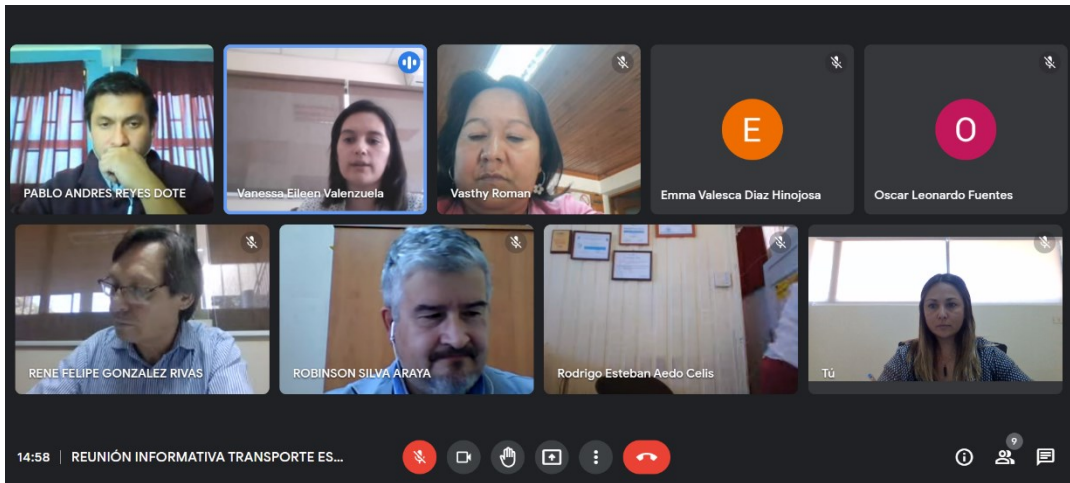 E
O
PABLO ANDRES REYES DOTE
Vanessa Eileen Valenzuela
Vasthy Roman
Emma Valesca Diaz Hinojosa
Oscar Leonardo Fuentes
RENE FELIPE GONZALEZ RIVAS
ROBINSON SILVA ARAYA
Rodrigo Esteban Aedo Celis
Tú
14:58 | REUNIÓN INFORMATIVA TRANSPORTE ES...
9